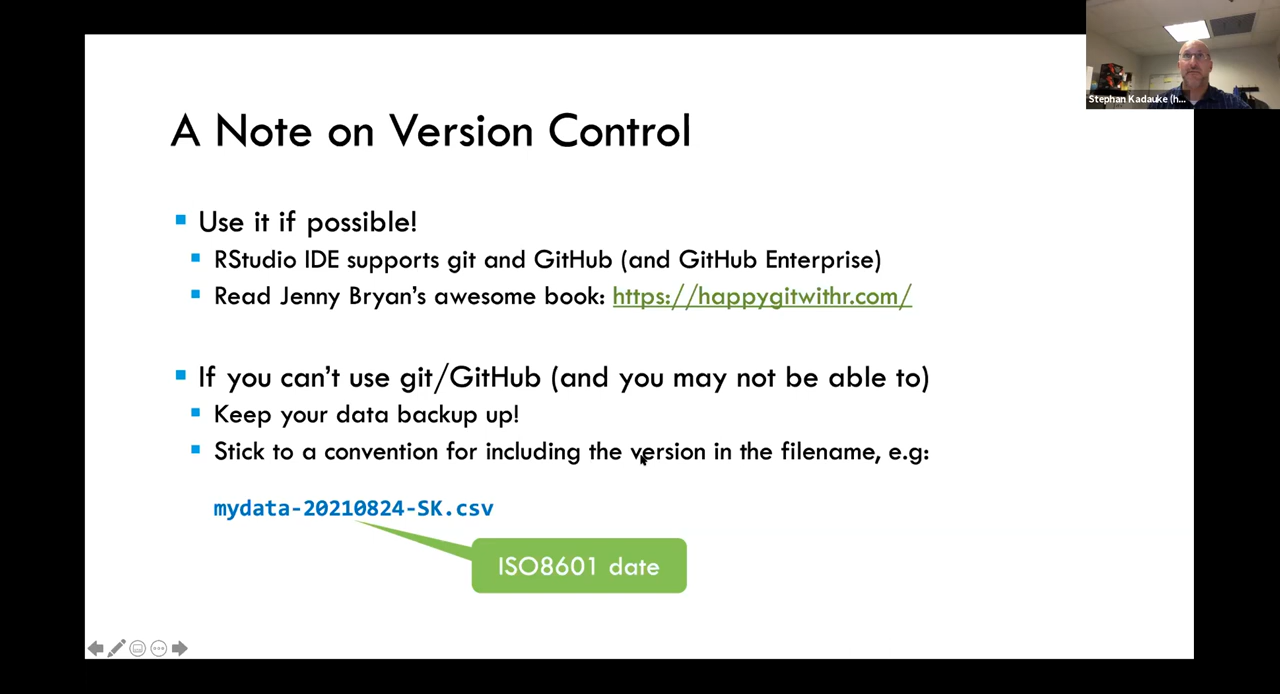 Stephan Kadauke (h...
A Note on Version Control
Use it if possible!
RStudio IDE supports git and GitHub (and GitHub Enterprise)
Read Jenny Bryan’s awesome book: https://happygitwithr.com/
If you can’t use git/GitHub (and you may not be able to)
Keep your data backup up!
Stick to a convention for including the version in the filename, e.g:
mydata-20210824-SK.csv
ISO8601 date